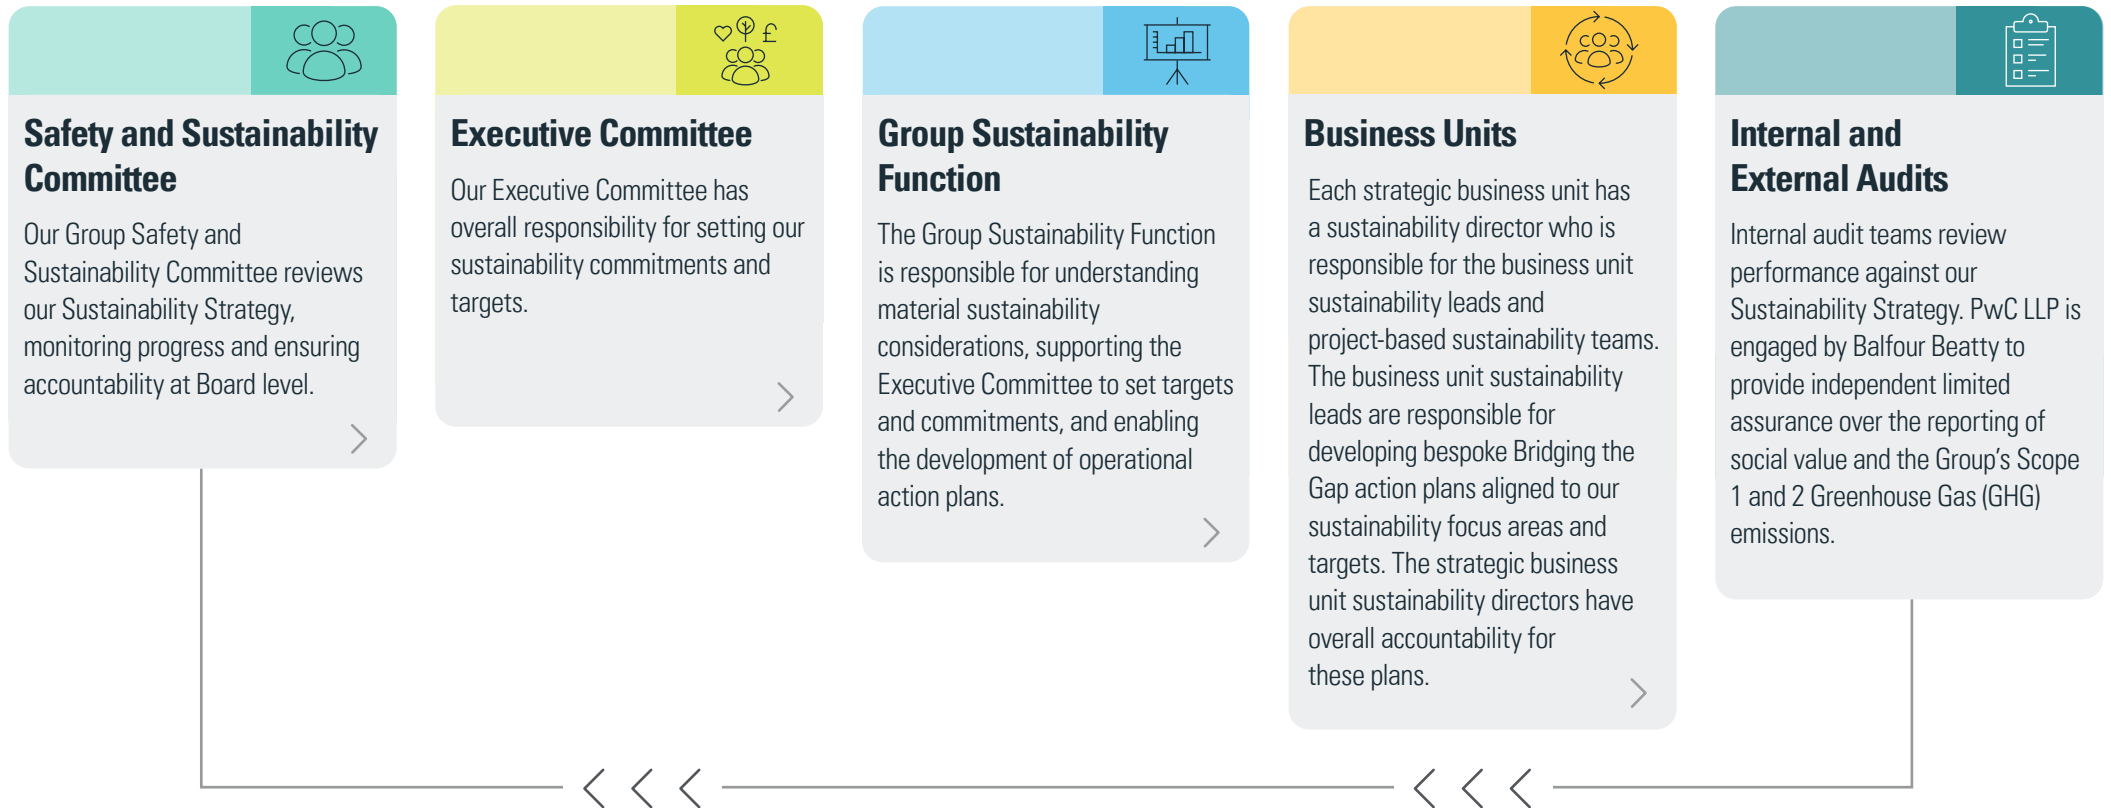 Safety and Sustainability
Committee
Our Group Safety and
Sustainability Committee reviews
our Sustainability Strategy,
monitoring progress and ensuring
accountability at Board level.
£
Executive Committee
Our Executive Committee has
overall responsibility for setting our
sustainability commitments and
targets.
Group Sustainability
Function
The Group Sustainability Function
is responsible for understanding
material sustainability
considerations, supporting the
Executive Committee to set targets
and commitments, and enabling
the development of operational
action plans.
Business Units
Each strategic business unit has
a sustainability director who is
responsible for the business unit
sustainability leads and
project-based sustainability teams.
The business unit sustainability
leads are responsible for
developing bespoke Bridging the
Gap action plans aligned to our
sustainability focus areas and
targets. The strategic business
unit sustainability directors have
overall accountability for
these plans.
Internal and
External Audits
Internal audit teams review
performance against our
Sustainability Strategy. PwC LLP is
engaged by Balfour Beatty to
provide independent limited
assurance over the reporting of
social value and the Group’s Scope
1 and 2 Greenhouse Gas (GHG)
emissions.